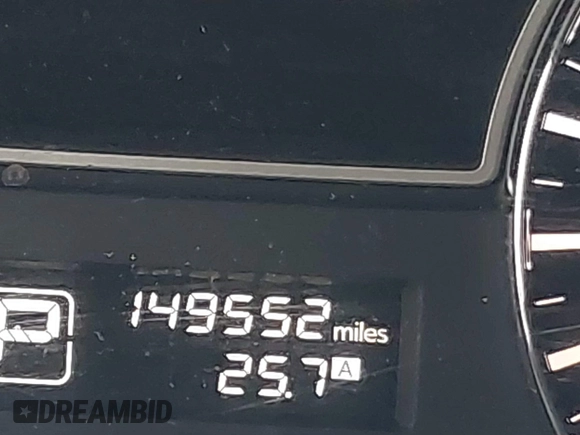 P
149552 miles
25.7 A
DREAMBID